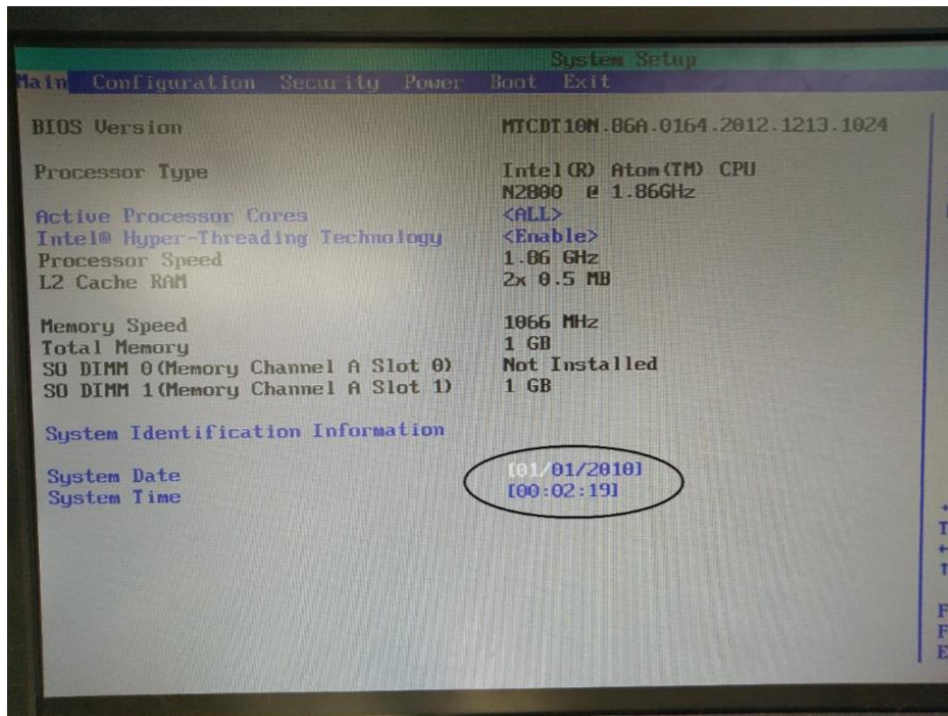 System Setup
Main Configuration Security Power Boot Exit
BIOS Version MTCDT10N.86A.0164.2012.1213.1024
Processor Type Intel(R) Atom(TM) CPU
N2800 @ 1.86GHz
Active Processor Cores <ALL>
Intel® Hyper-Threading Technology <Enable>
Processor Speed 1.86 GHz
L2 Cache RAM 2x 0.5 MB
Memory Speed 1066 MHz
Total Memory 1 GB
SO DIMM 0(Memory Channel A Slot 0) Not Installed
SO DIMM 1(Memory Channel A Slot 1) 1 GB
System Identification Information
System Date [01/01/2010]
System Time [00:02:19]